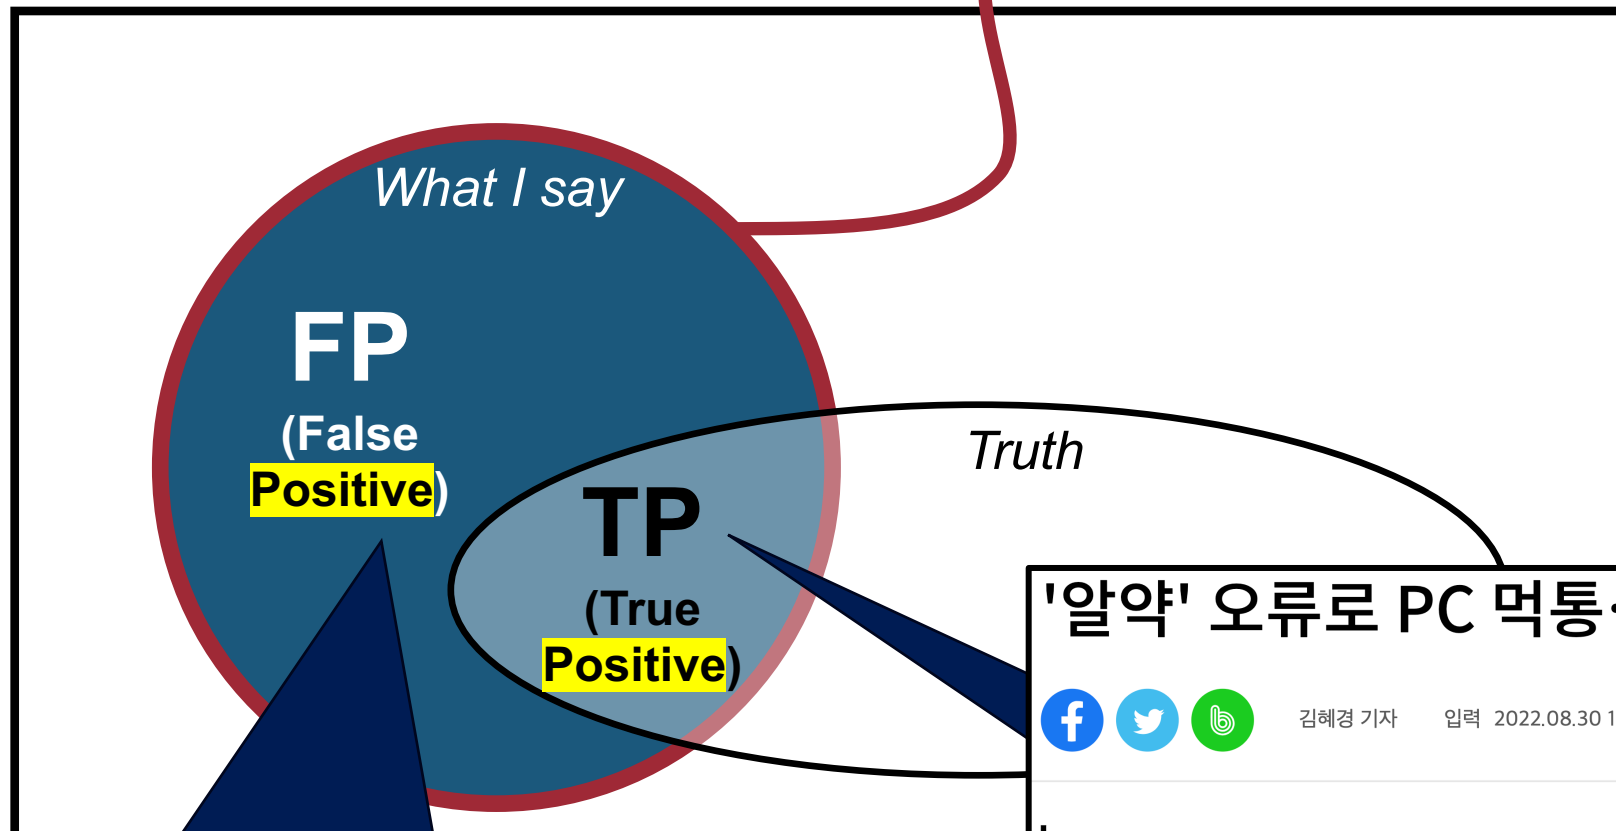 What I say
FP
(False
Positive)
Truth
TP
(True
Positive)
'알약' 오류로 PC 먹통
김혜경 기자 입력 2022.08.30 1